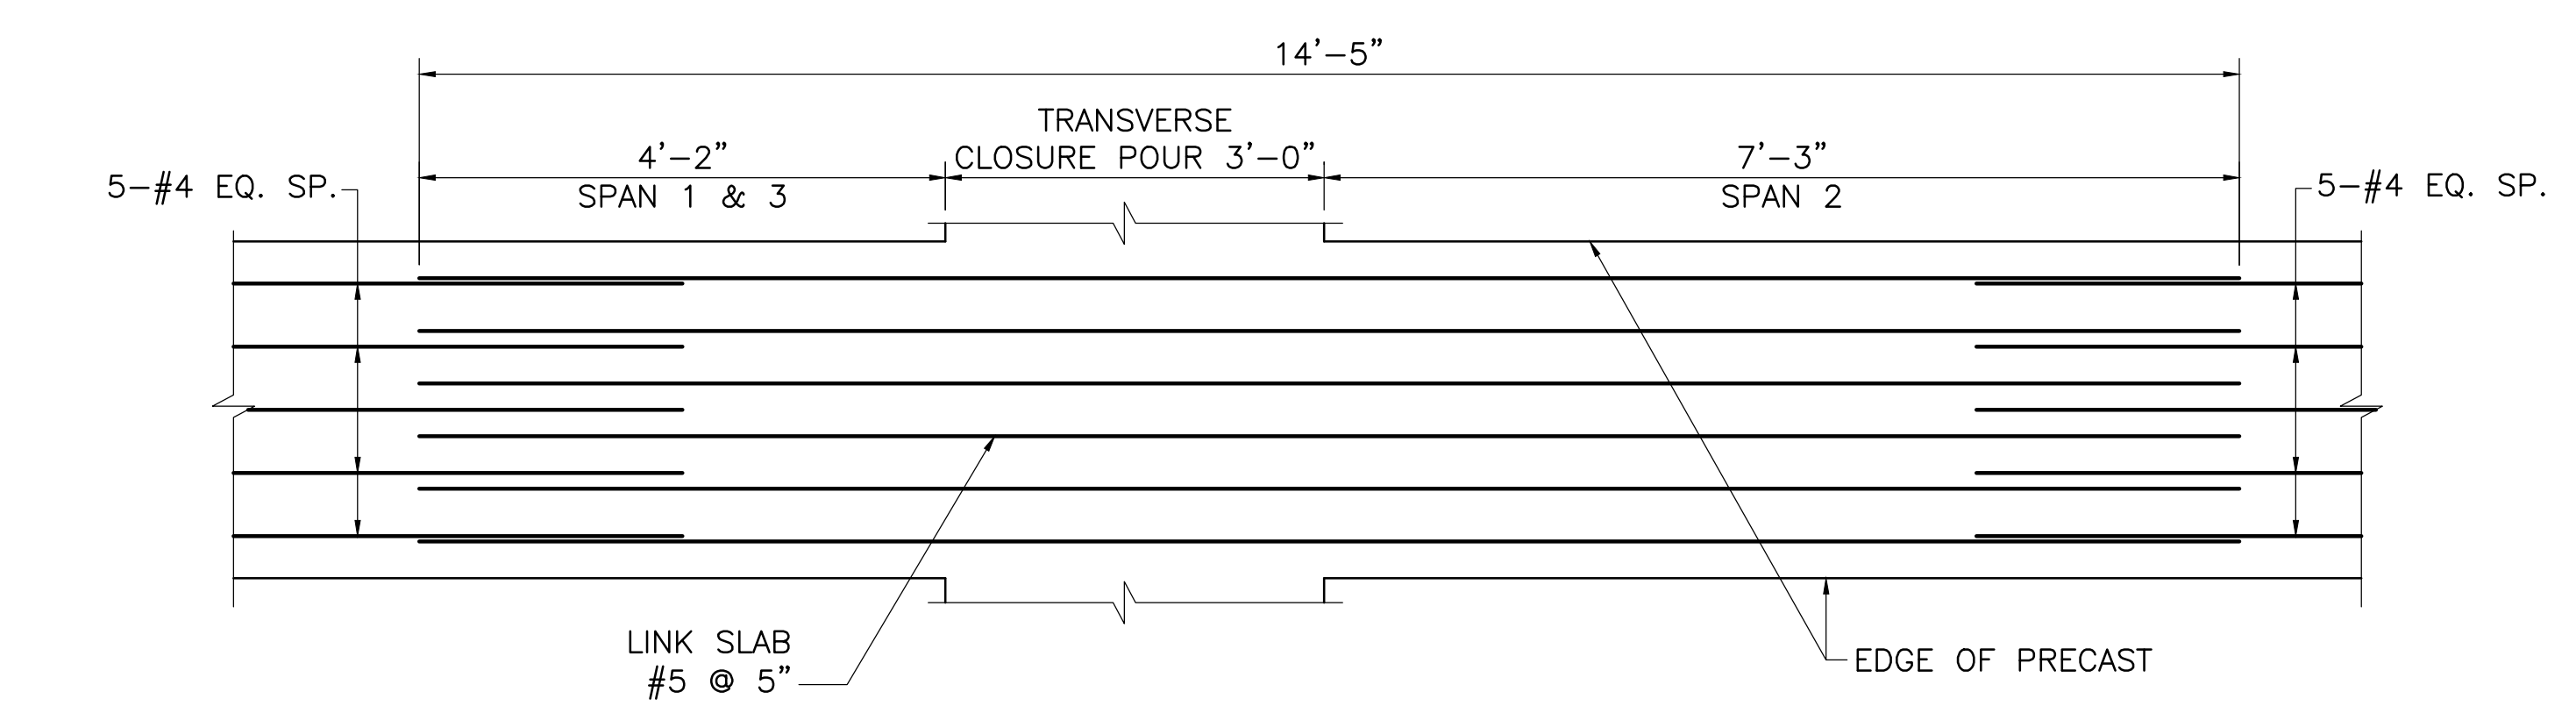 14'-5"
TRANSVERSE
4'-2"
CLOSURE POUR 3'-0"
7'-3"
5-#4 EQ. SP.
SPAN 1 & 3
SPAN 2
5-#4 EQ. SP.
LINK SLAB
#5 @ 5"
EDGE OF PRECAST